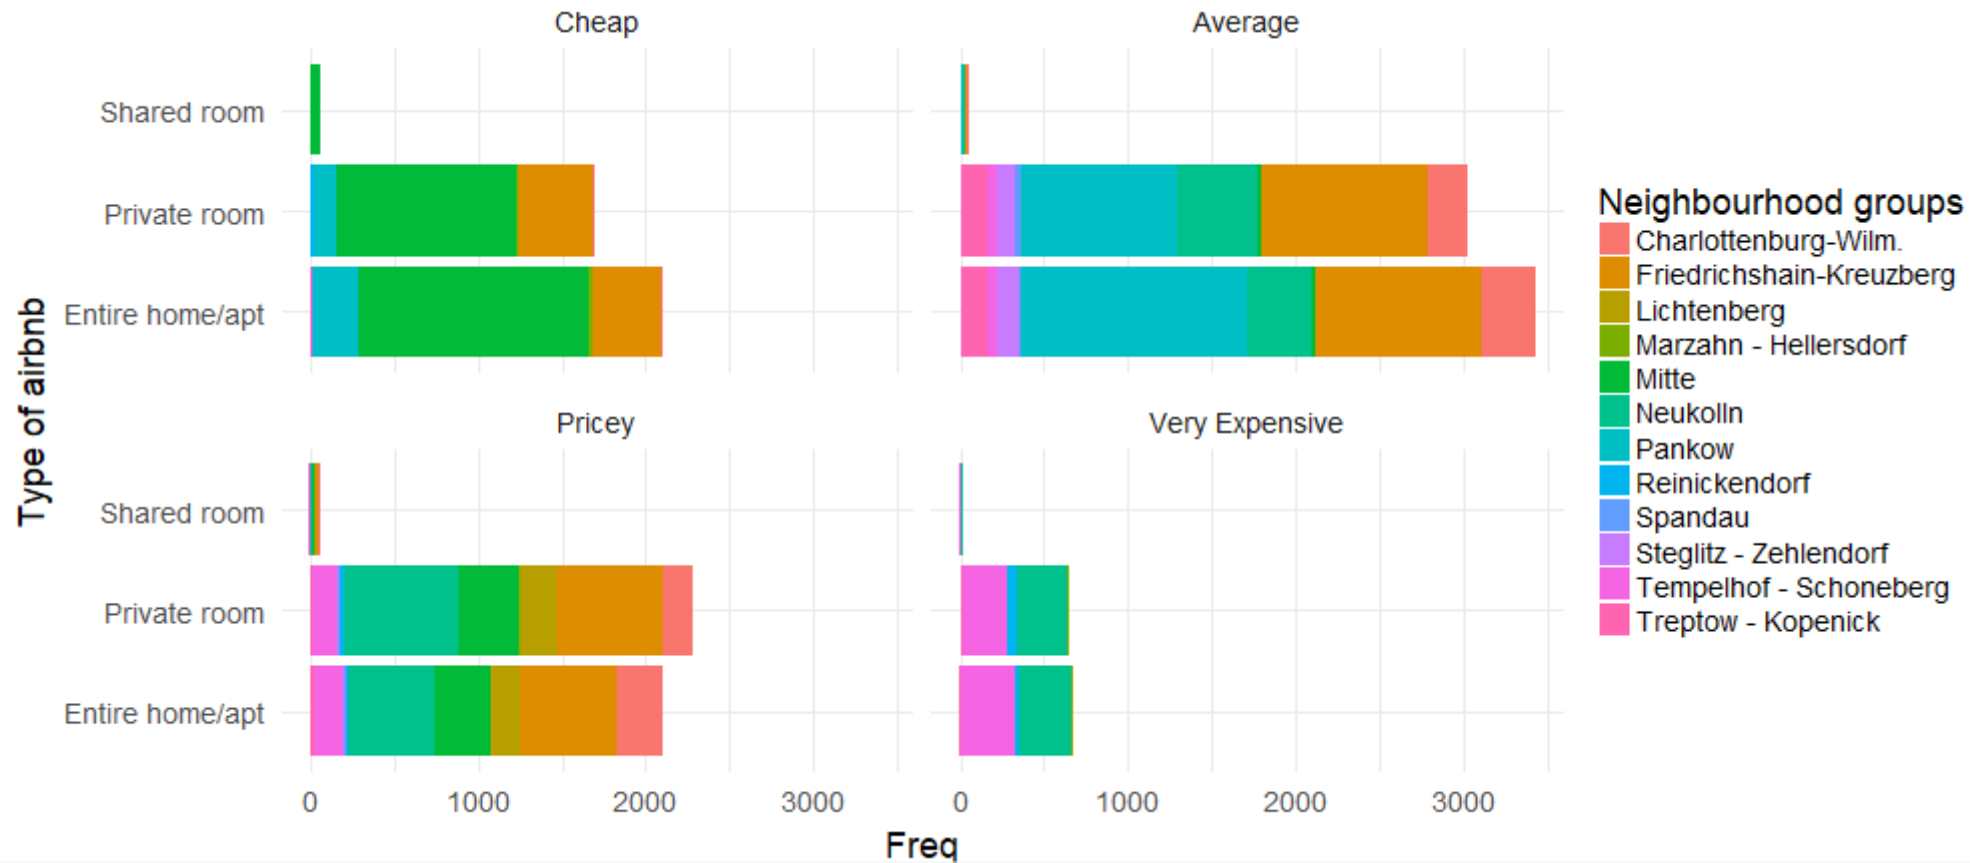 Cheap
Average
Shared room
Private room
Entire home/apt
Pricey
Very Expensive
Shared room
Private room
Entire home/apt
0 1000 2000 3000
0 1000 2000 3000
Freq
Type of airbnb
Neighbourhood groups
Charlottenburg-Wilm.
Friedrichshain-Kreuzberg
Lichtenberg
Marzahn - Hellersdorf
Mitte
Neukolln
Pankow
Reinickendorf
Spandau
Steglitz - Zehlendorf
Tempelhof - Schoneberg
Treptow - Kopenick